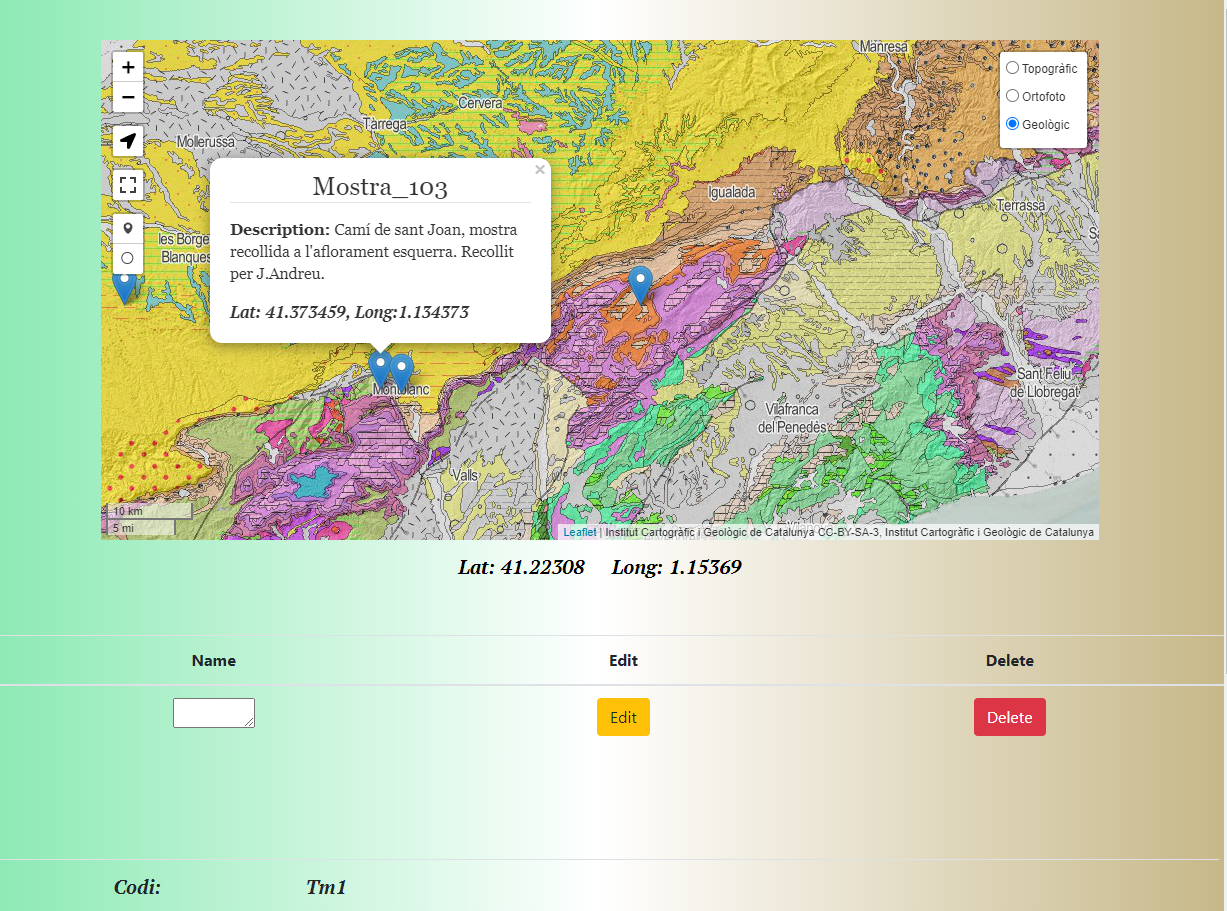 Manresa
+
−
Topogràfic
Ortofoto
Geològic
Cervera
Tàrrega
Mollerussa
Igualada
Terrassa
les Borge
Blanques
Mostra_103
×
Description: Camí de sant Joan, mostra
recollida a l'aflorament esquerra. Recollit
per J.Andreu.
Lat: 41.373459, Long:1.134373
Montblanc
Sant Feliu
de Llobregat
Vilafranca
del Penedès
Valls
10 km
5 mi
Leaflet | Institut Cartogràfic i Geològic de Catalunya CC-BY-SA-3, Institut Cartogràfic i Geològic de Catalunya
Lat: 41.22308 Long: 1.15369
Name Edit Delete
Edit Delete
Codi: Tm1